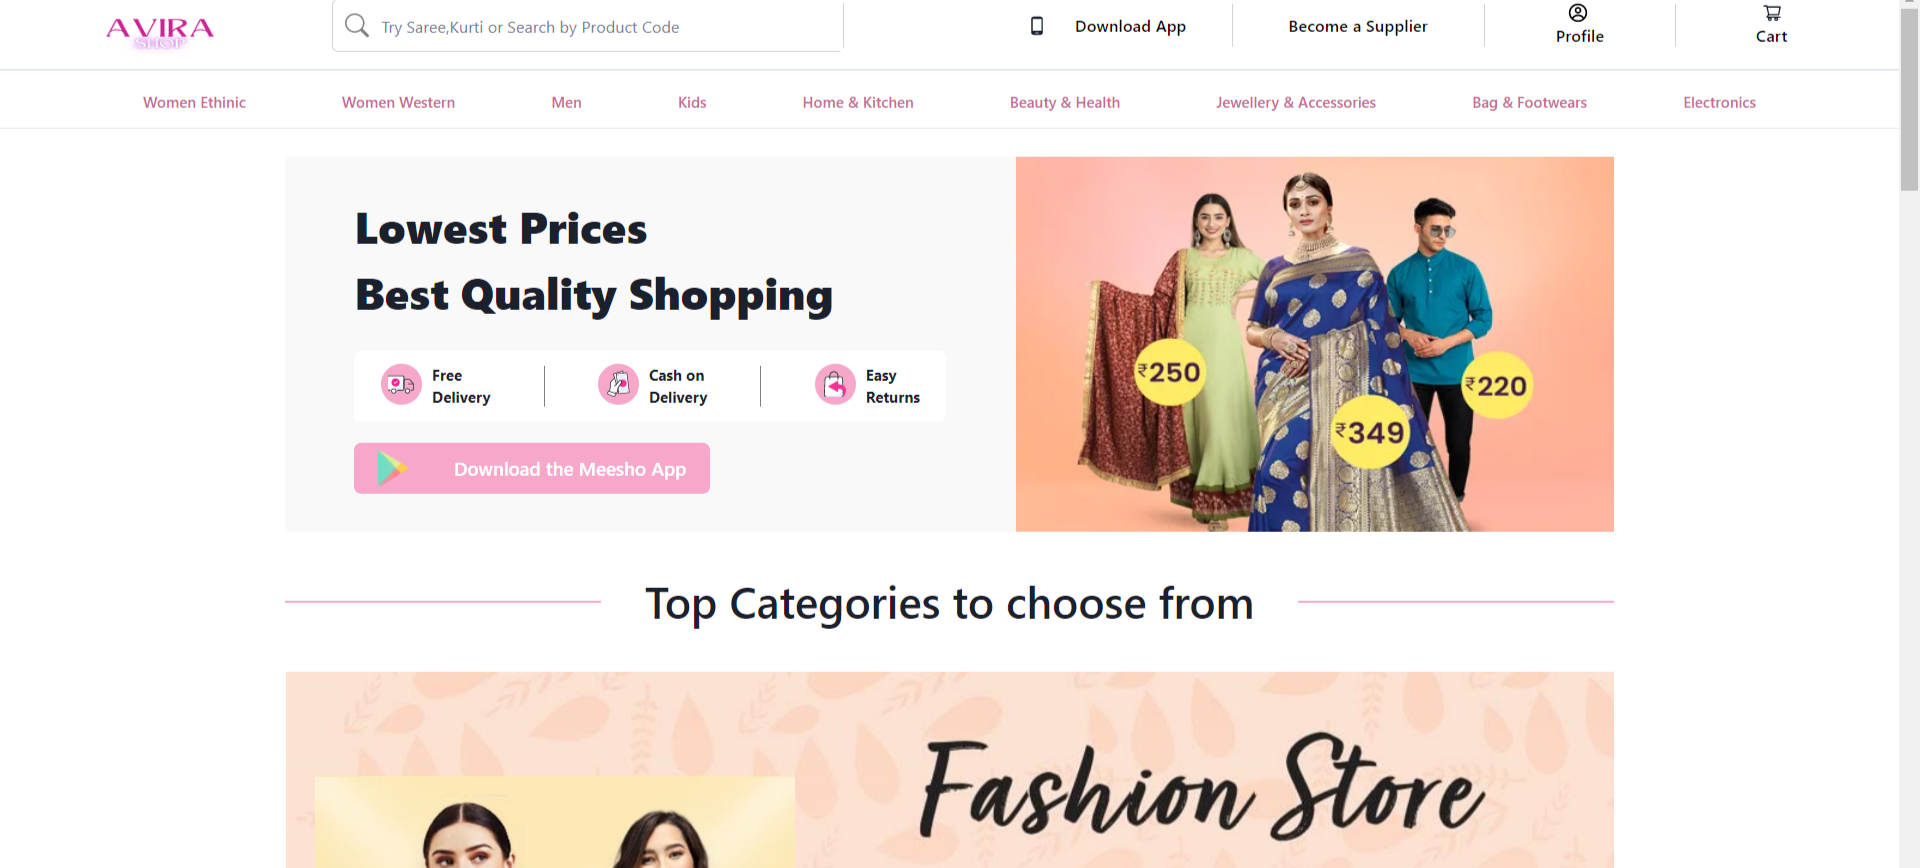 AVIRA
SHOP
Try Saree,Kurti or Search by Product Code
Download App
Become a Supplier
Profile
Cart
Women Ethinic
Women Western
Men
Kids
Home & Kitchen
Beauty & Health
Jewellery & Accessories
Bag & Footwears
Electronics
Lowest Prices
Best Quality Shopping
Free
Delivery
Cash on
Delivery
Easy
Returns
Download the Meesho App
₹250
₹349
₹220
Top Categories to choose from
Fashion Store